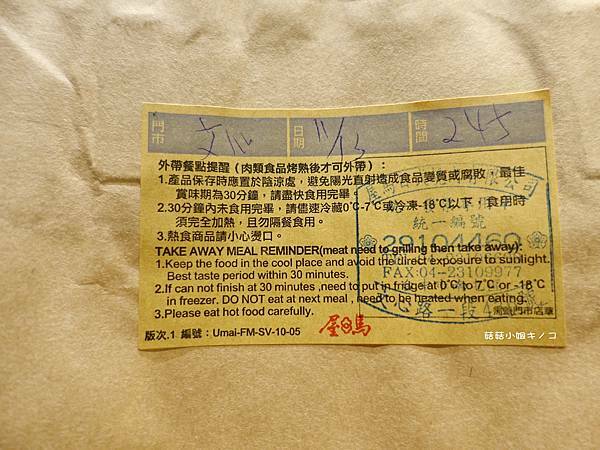 門市 文心 日期 11/13 時間 245
外帶餐點提醒（肉類食品烤熟後才可外帶）：
1.產品保存時應置於陰涼處，避免陽光直射造成食品變質或腐敗，最佳
賞味期為30分鐘，請盡快食用完畢。
2.30分鐘內未食用完畢，請儘速冷藏0℃-7℃或冷凍-18℃以下，食用時
須完全加熱，且勿隔餐食用。
3.熱食商品請小心燙口。
TAKE AWAY MEAL REMINDER(meat need to grilling then take away):
1.Keep the food in the cool place and avoid the direct exposure to sunlight.
Best taste period within 30 minutes.
2.If can not finish at 30 minutes ,need to put in fridge at 0℃ to 7℃ or -18℃
in freezer. DO NOT eat at next meal , need to be heated when eating.
3.Please eat hot food carefully.
版次.1 編號：Umai-FM-SV-10-05
屋馬
統一編號
FAX:04-23109977
菇菇小姐キノコ